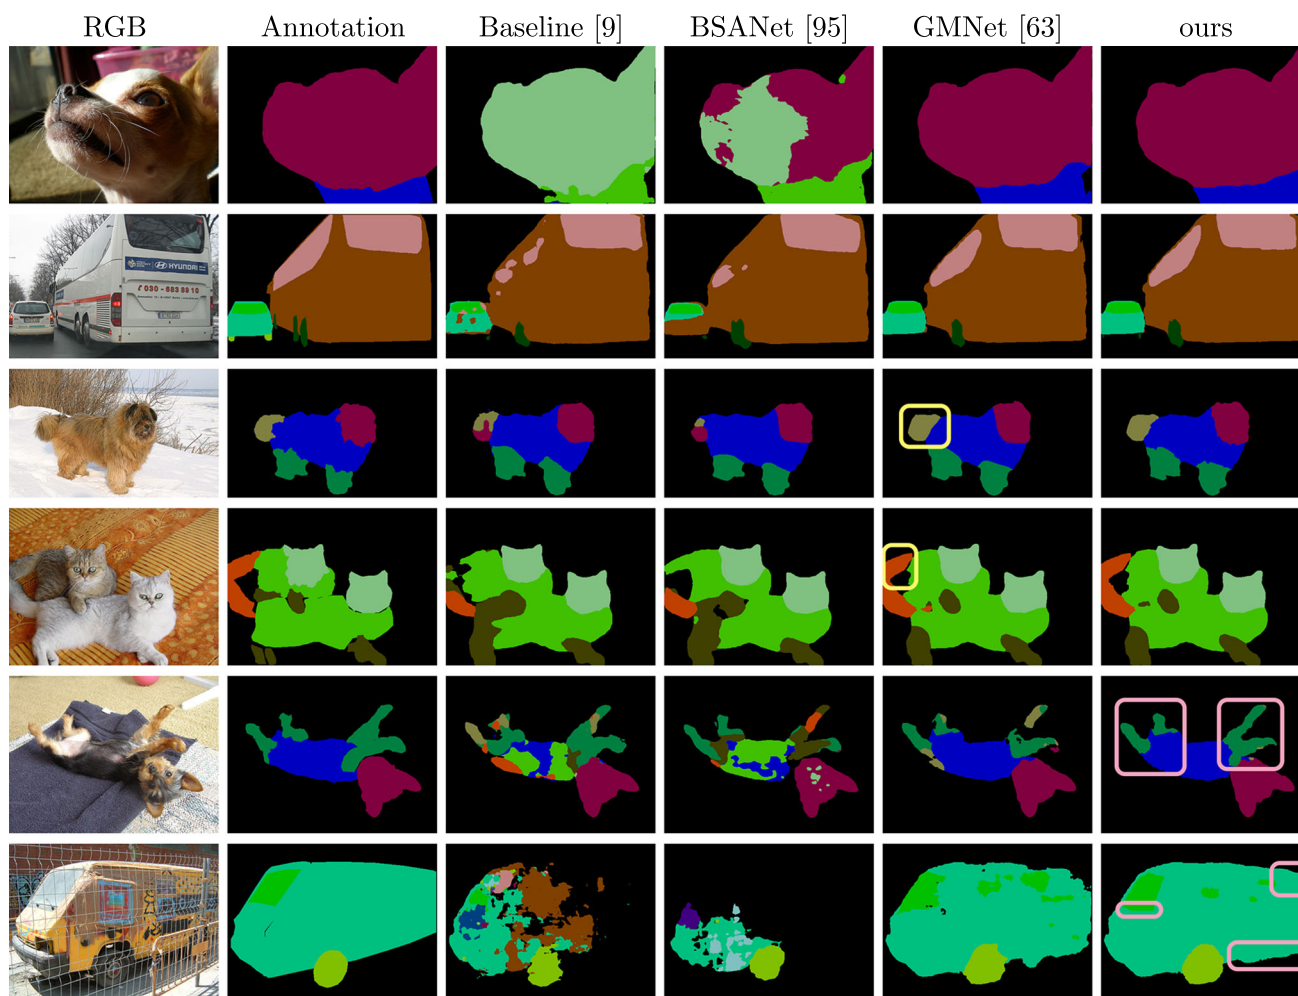 RGB Annotation Baseline [9] BSANet [95] GMNet [63] ours
HYUNDAI
030 - 683 89 10